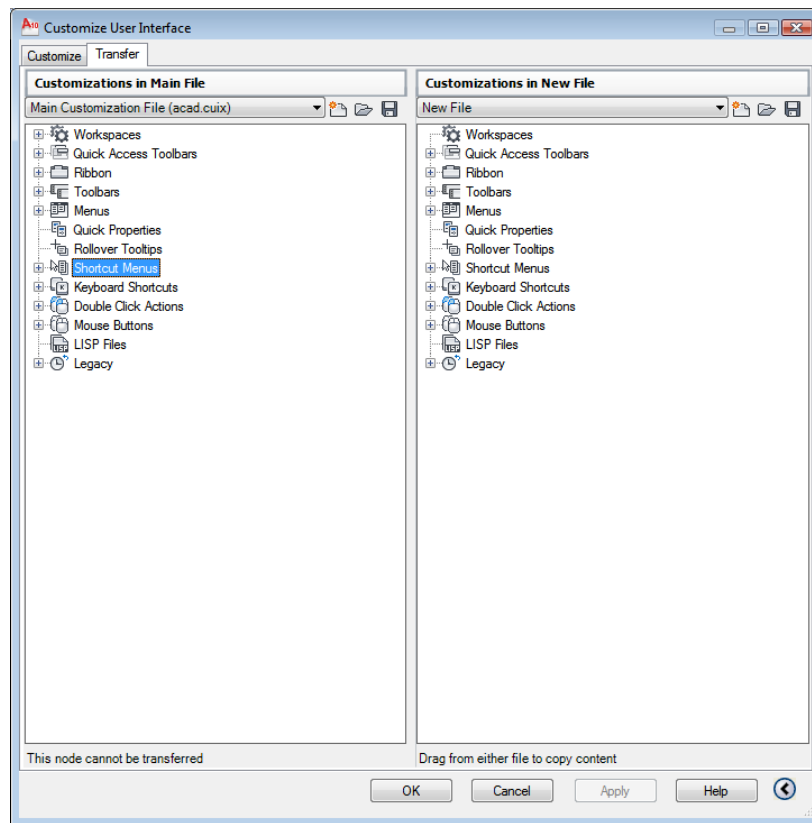 Customize User Interface
Customize Transfer
Customizations in Main File
Main Customization File (acad.cuix)
Workspaces
Quick Access Toolbars
Ribbon
Toolbars
Menus
Quick Properties
Rollover Tooltips
Shortcut Menus
Keyboard Shortcuts
Double Click Actions
Mouse Buttons
LISP Files
Legacy
This node cannot be transferred
Customizations in New File
New File
Workspaces
Quick Access Toolbars
Ribbon
Toolbars
Menus
Quick Properties
Rollover Tooltips
Shortcut Menus
Keyboard Shortcuts
Double Click Actions
Mouse Buttons
LISP Files
Legacy
Drag from either file to copy content
OK Cancel Apply Help